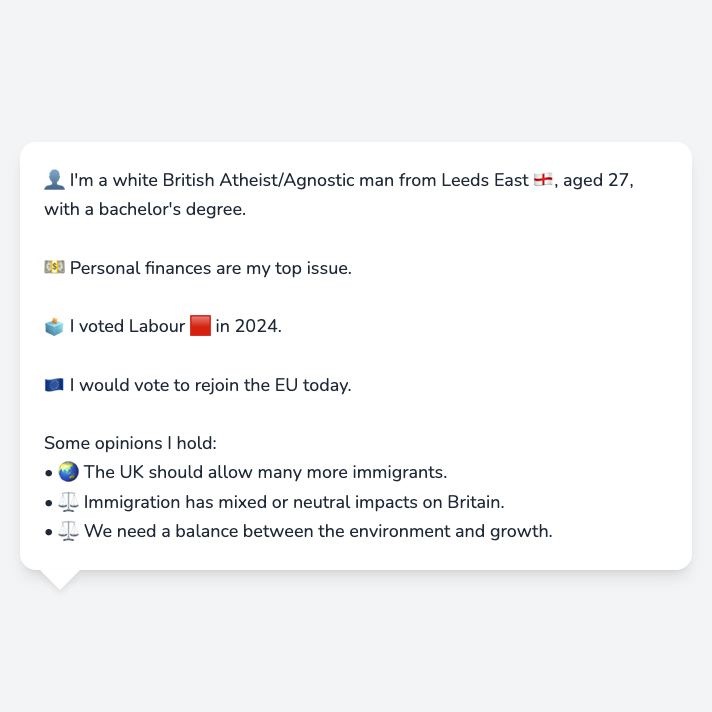 👤 I'm a white British Atheist/Agnostic man from Leeds East 🏴󠁧󠁢󠁥󠁮󠁧󠁿, aged 27,
with a bachelor's degree.
💵 Personal finances are my top issue.
🗳️ I voted Labour 🟥 in 2024.
🇪🇺 I would vote to rejoin the EU today.
Some opinions I hold:
• 🌏 The UK should allow many more immigrants.
• ⚖️ Immigration has mixed or neutral impacts on Britain.
• ⚖️ We need a balance between the environment and growth.